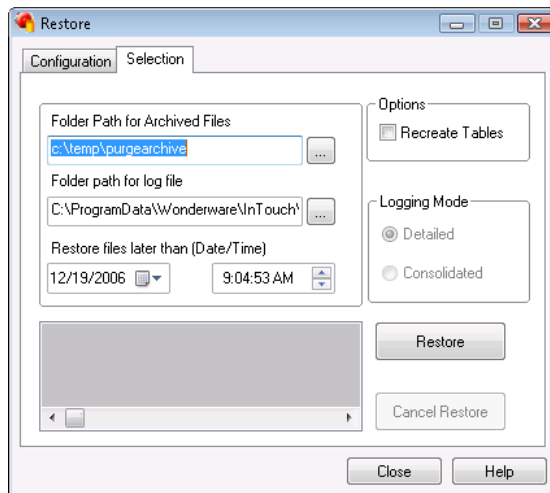 Restore
Configuration
Selection
Folder Path for Archived Files
c:\temp\purgearchive
...
Folder path for log file
C:\ProgramData\Wonderware\InTouch\
...
Restore files later than (Date/Time)
12/19/2006
9:04:53 AM
Options
Recreate Tables
Logging Mode
Detailed
Consolidated
Restore
Cancel Restore
Close
Help